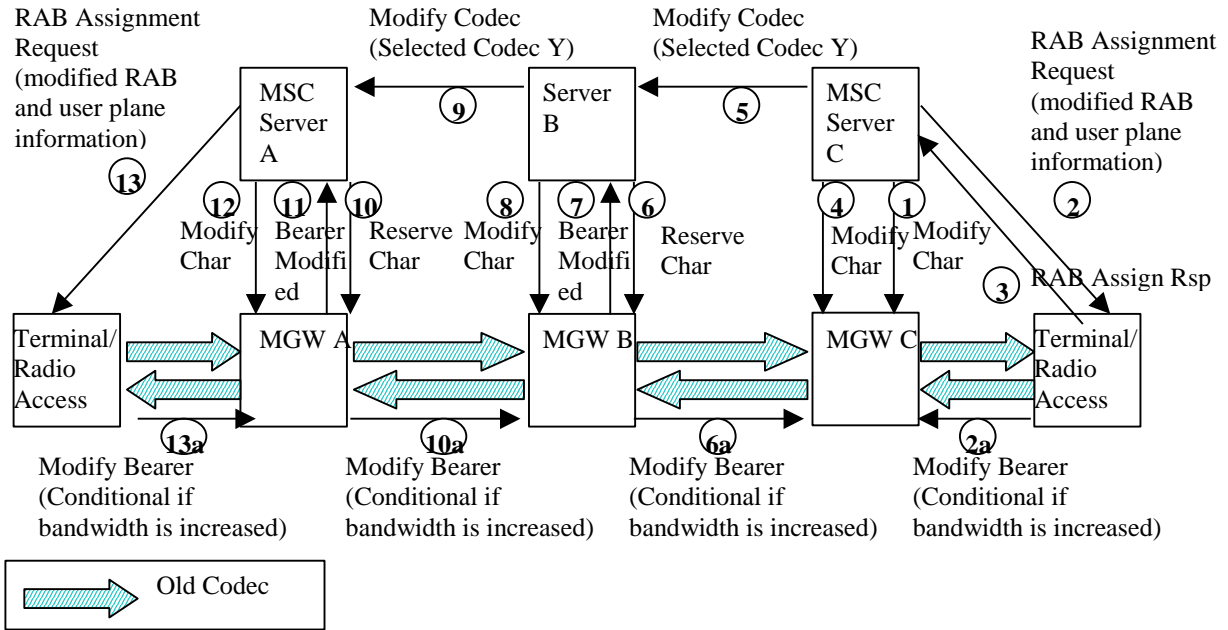 RAB Assignment
Request
(modified RAB
and user plane
information)
Modify Codec
(Selected Codec Y)
Modify Codec
(Selected Codec Y)
RAB Assignment
Request
(modified RAB
and user plane
information)
MSC
Server
A
9
Server
B
5
MSC
Server
C
13
12
11
10
8
7
6
4
1
2
Modify
Char
Bearer
Modifi
ed
Reserve
Char
Modify
Char
Bearer
Modifi
ed
Reserve
Char
Modify
Char
Modify
Char
3
RAB Assign Rsp
Terminal/
Radio
Access
MGW A
MGW B
MGW C
Terminal/
Radio
Access
13a
10a
6a
2a
Modify Bearer
(Conditional if
bandwidth is increased)
Modify Bearer
(Conditional if
bandwidth is increased)
Modify Bearer
(Conditional if
bandwidth is increased)
Modify Bearer
(Conditional if
bandwidth is increased)
Old Codec